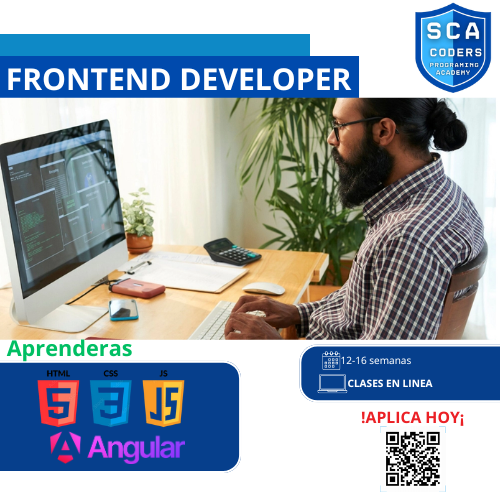 SCA
CODERS
PROGRAMING
ACADEMY
FRONTEND DEVELOPER
Aprenderas
HTML CSS JS
5 3 JS
Angular
12-16 semanas
CLASES EN LINEA
!APLICA HOY¡